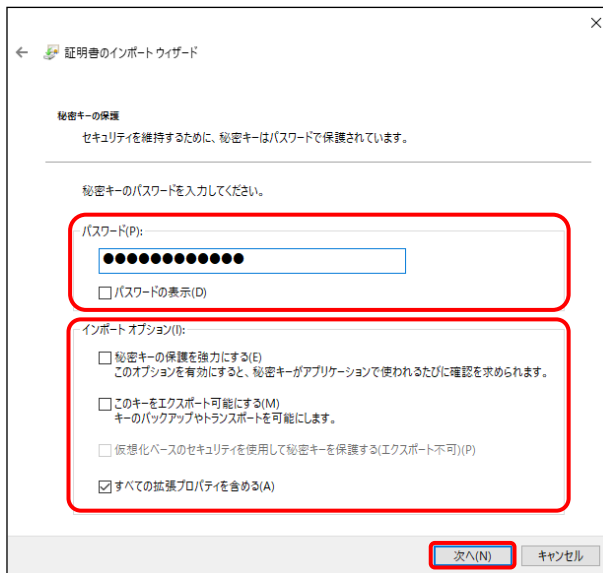 証明書のインポート ウィザード
秘密キーの保護
セキュリティを維持するために、秘密キーはパスワードで保護されています。
秘密キーのパスワードを入力してください。
パスワード(P):
●●●●●●●●●●●●
パスワードの表示(D)
インポート オプション(I):
秘密キーの保護を強力にする(E)
このオプションを有効にすると、秘密キーがアプリケーションで使われるたびに確認を求められます。
このキーをエクスポート可能にする(M)
キーのバックアップやトランスポートを可能にします。
仮想化ベースのセキュリティを使用して秘密キーを保護する(エクスポート不可)(P)
すべての拡張プロパティを含める(A)
次へ(N)
キャンセル